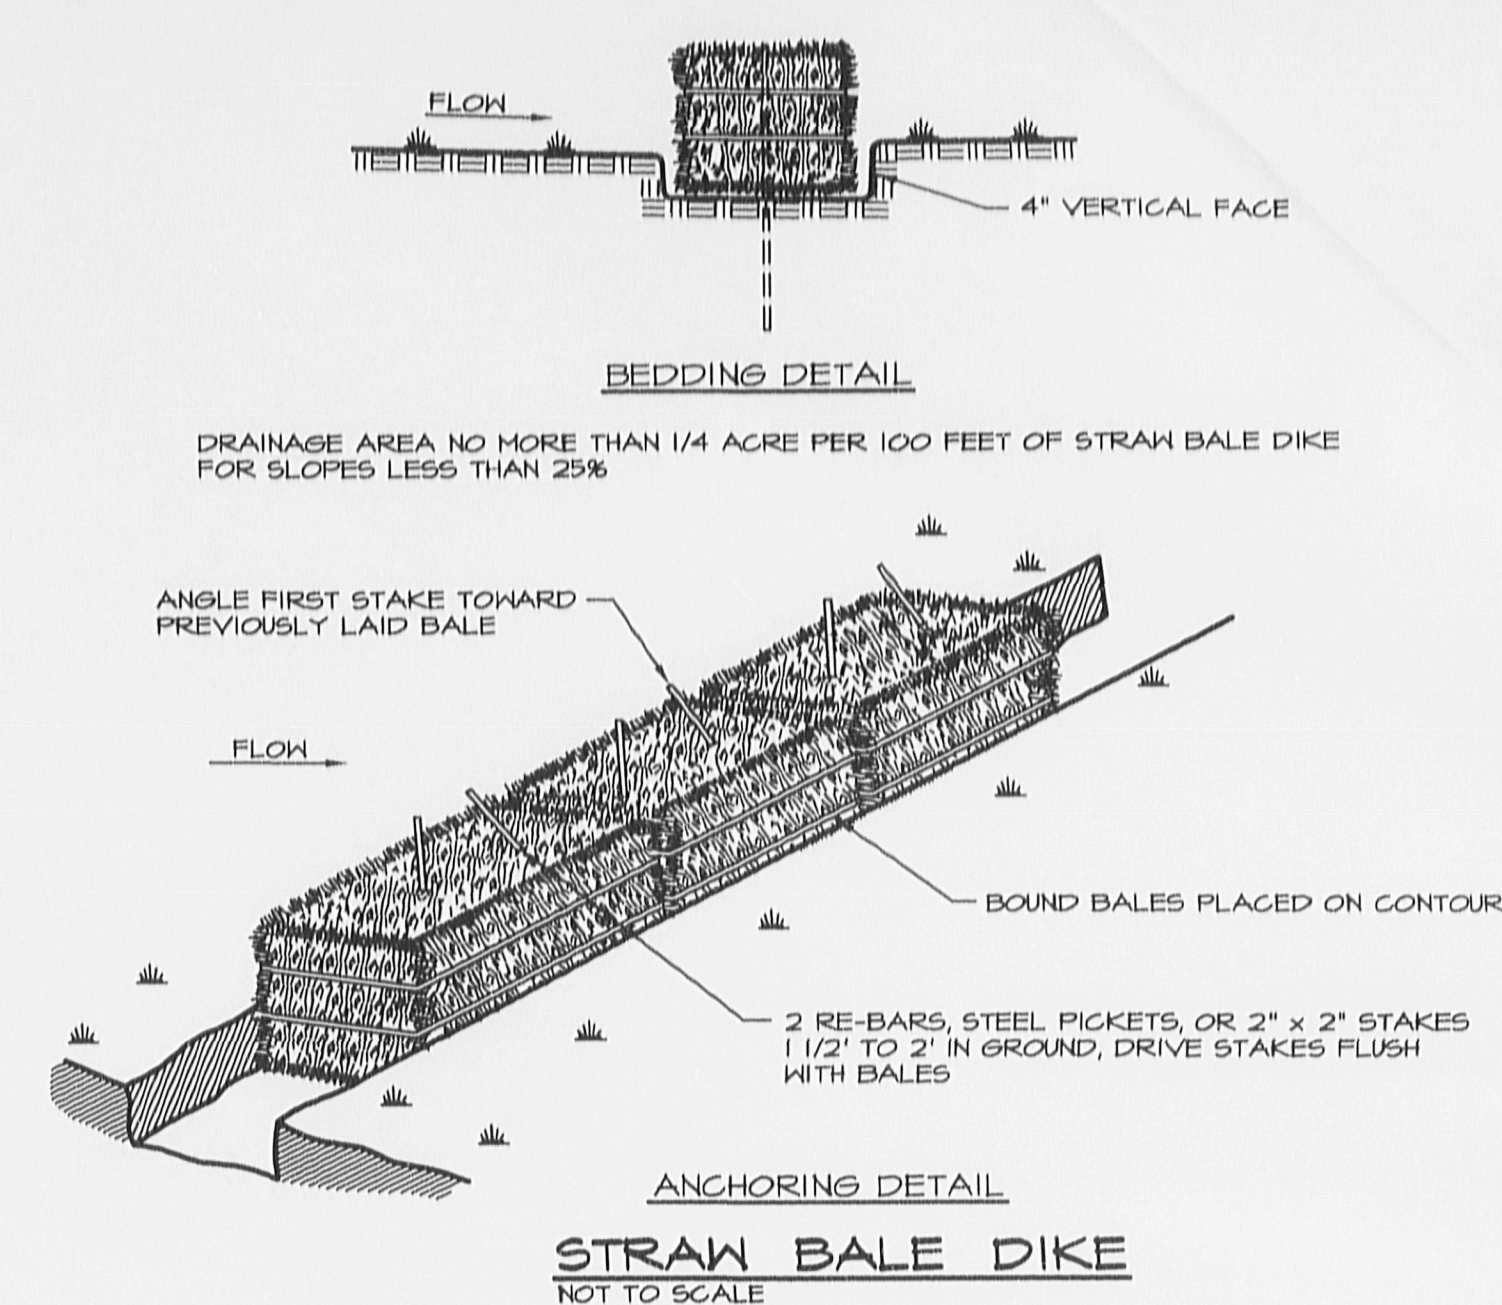 FLOW
4" VERTICAL FACE
BEDDING DETAIL
DRAINAGE AREA NO MORE THAN 1/4 ACRE PER 100 FEET OF STRAW BALE DIKE
FOR SLOPES LESS THAN 25%
ANGLE FIRST STAKE TOWARD
PREVIOUSLY LAID BALE
FLOW
BOUND BALES PLACED ON CONTOUR
2 RE-BARS, STEEL PICKETS, OR 2" x 2" STAKES
1 1/2' TO 2' IN GROUND, DRIVE STAKES FLUSH
WITH BALES
ANCHORING DETAIL
STRAW BALE DIKE
NOT TO SCALE